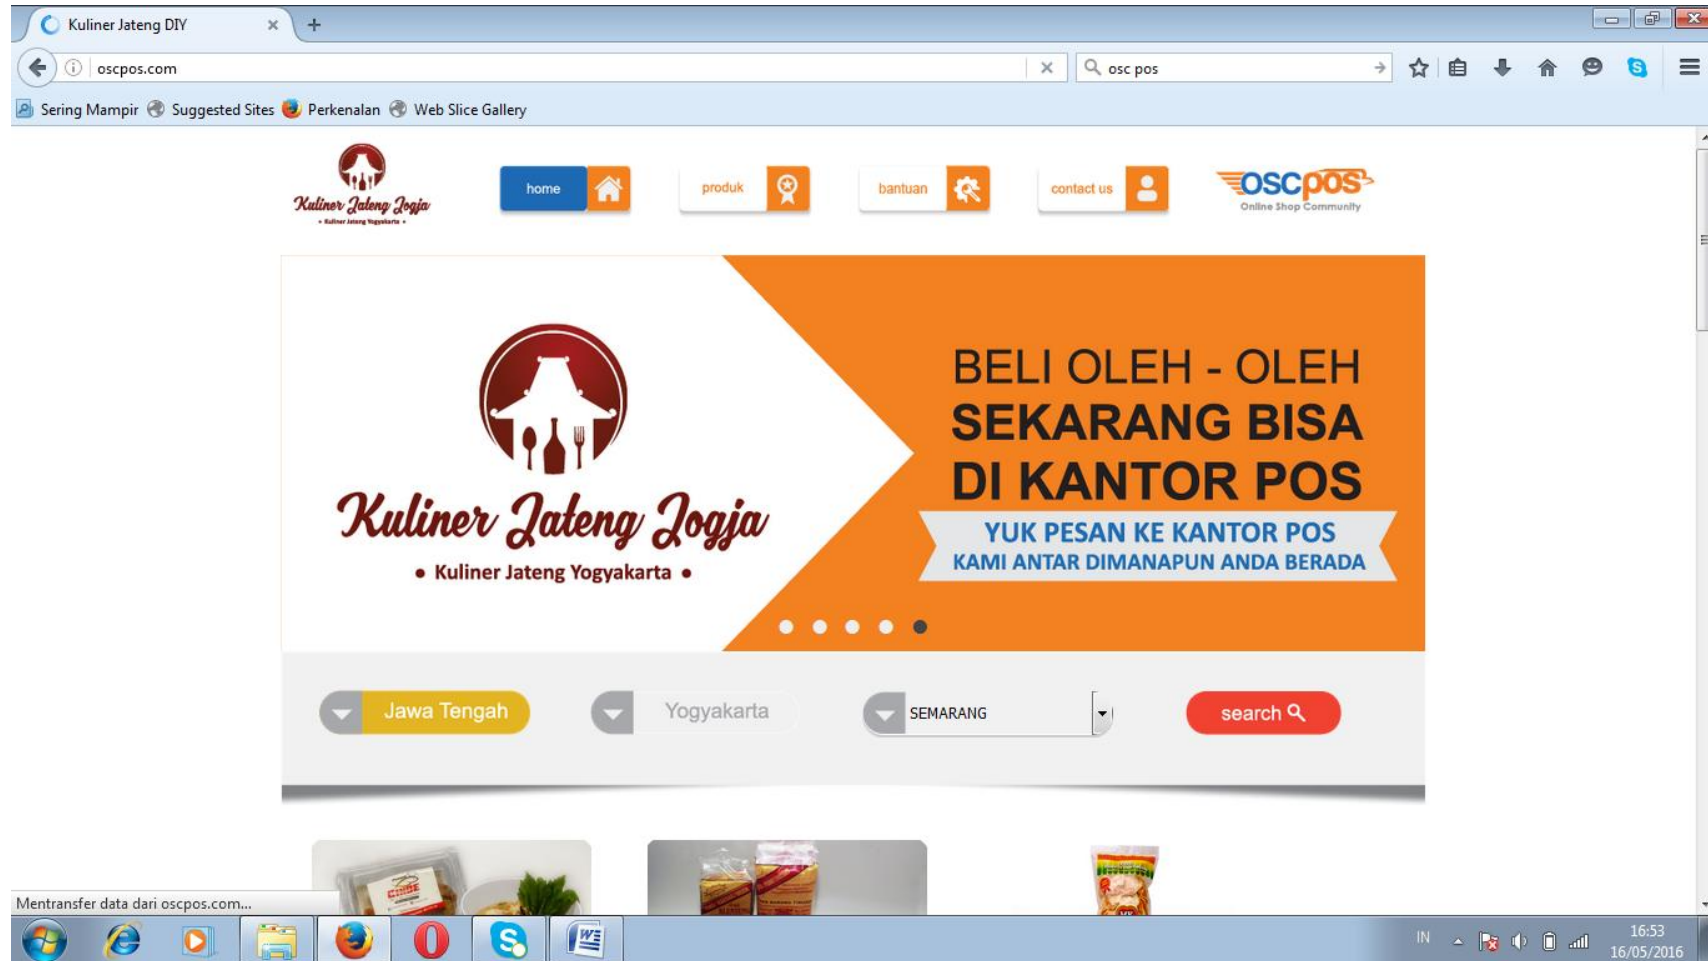 Kuliner Jateng DIY
oscpos.com
osc pos
Sering Mampir
Suggested Sites
Perkenalan
Web Slice Gallery
Kuliner Jateng Jogja
• Kuliner Jateng Yogyakarta •
home
produk
bantuan
contact us
OSCPOS
Online Shop Community
Kuliner Jateng Jogja
• Kuliner Jateng Yogyakarta •
BELI OLEH - OLEH
SEKARANG BISA
DI KANTOR POS
YUK PESAN KE KANTOR POS
KAMI ANTAR DIMANAPUN ANDA BERADA
Jawa Tengah
Yogyakarta
SEMARANG
search
Mentransfer data dari oscpos.com...
IN
16:53
16/05/2016